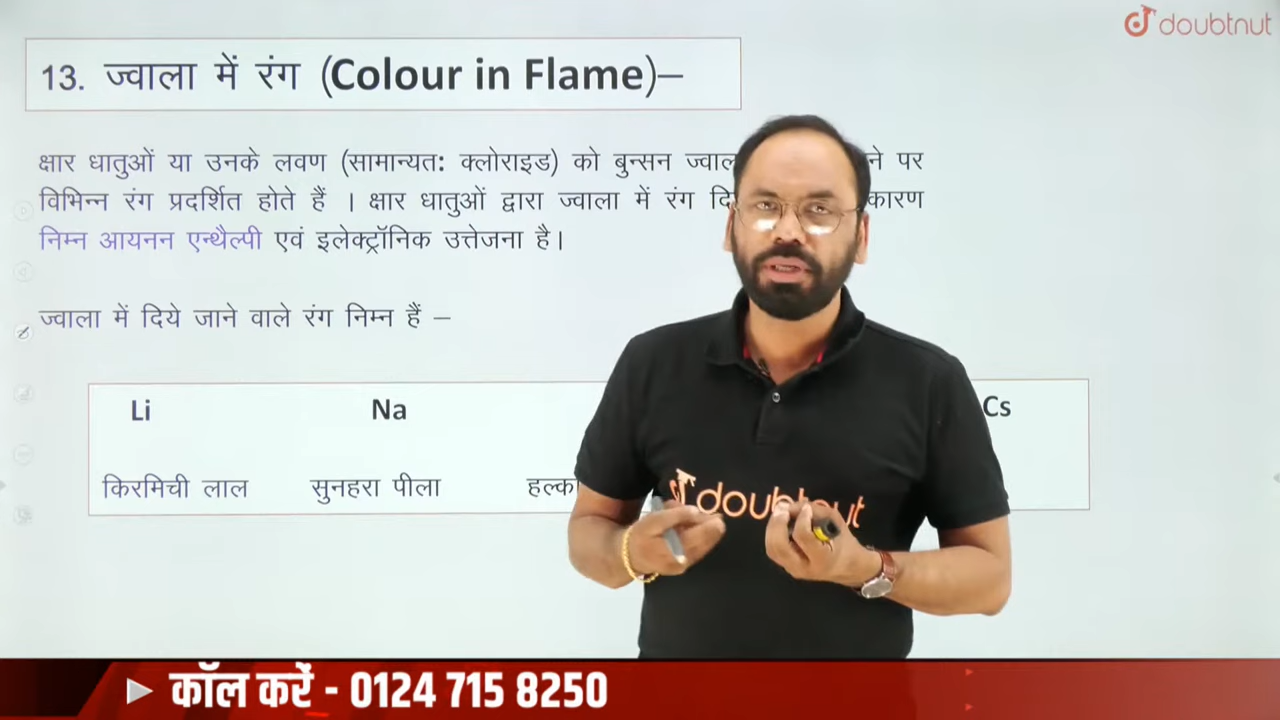 doubtnut
13. ज्वाला में रंग (Colour in Flame)–
क्षार धातुओं या उनके लवण (सामान्यत: क्लोराइड) को बुन्सन पर
विभिन्न रंग प्रदर्शित होते हैं । क्षार धातुओं द्वारा ज्वाला में रंग कारण
निम्न आयनन एन्थैल्पी एवं इलेक्ट्रॉनिक उत्तेजना है।
ज्वाला में दिये जाने वाले रंग निम्न हैं –
Li Na Cs
किरमिची लाल सुनहरा पीला
doubtnut
कॉल करें - 0124 715 8250